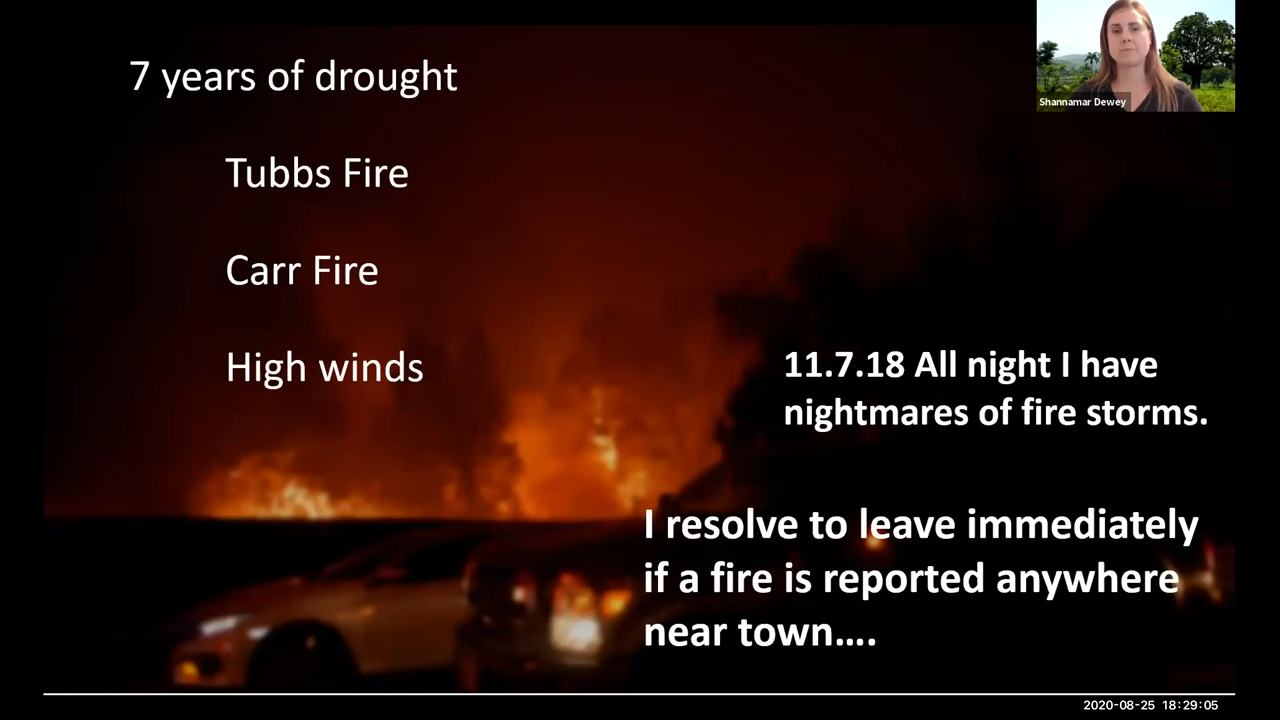 7 years of drought
Tubbs Fire
Carr Fire
High winds
Shannamar Dewey
11.7.18 All night I have
nightmares of fire storms.
I resolve to leave immediately
if a fire is reported anywhere
near town....
2020-08-25 18:29:05